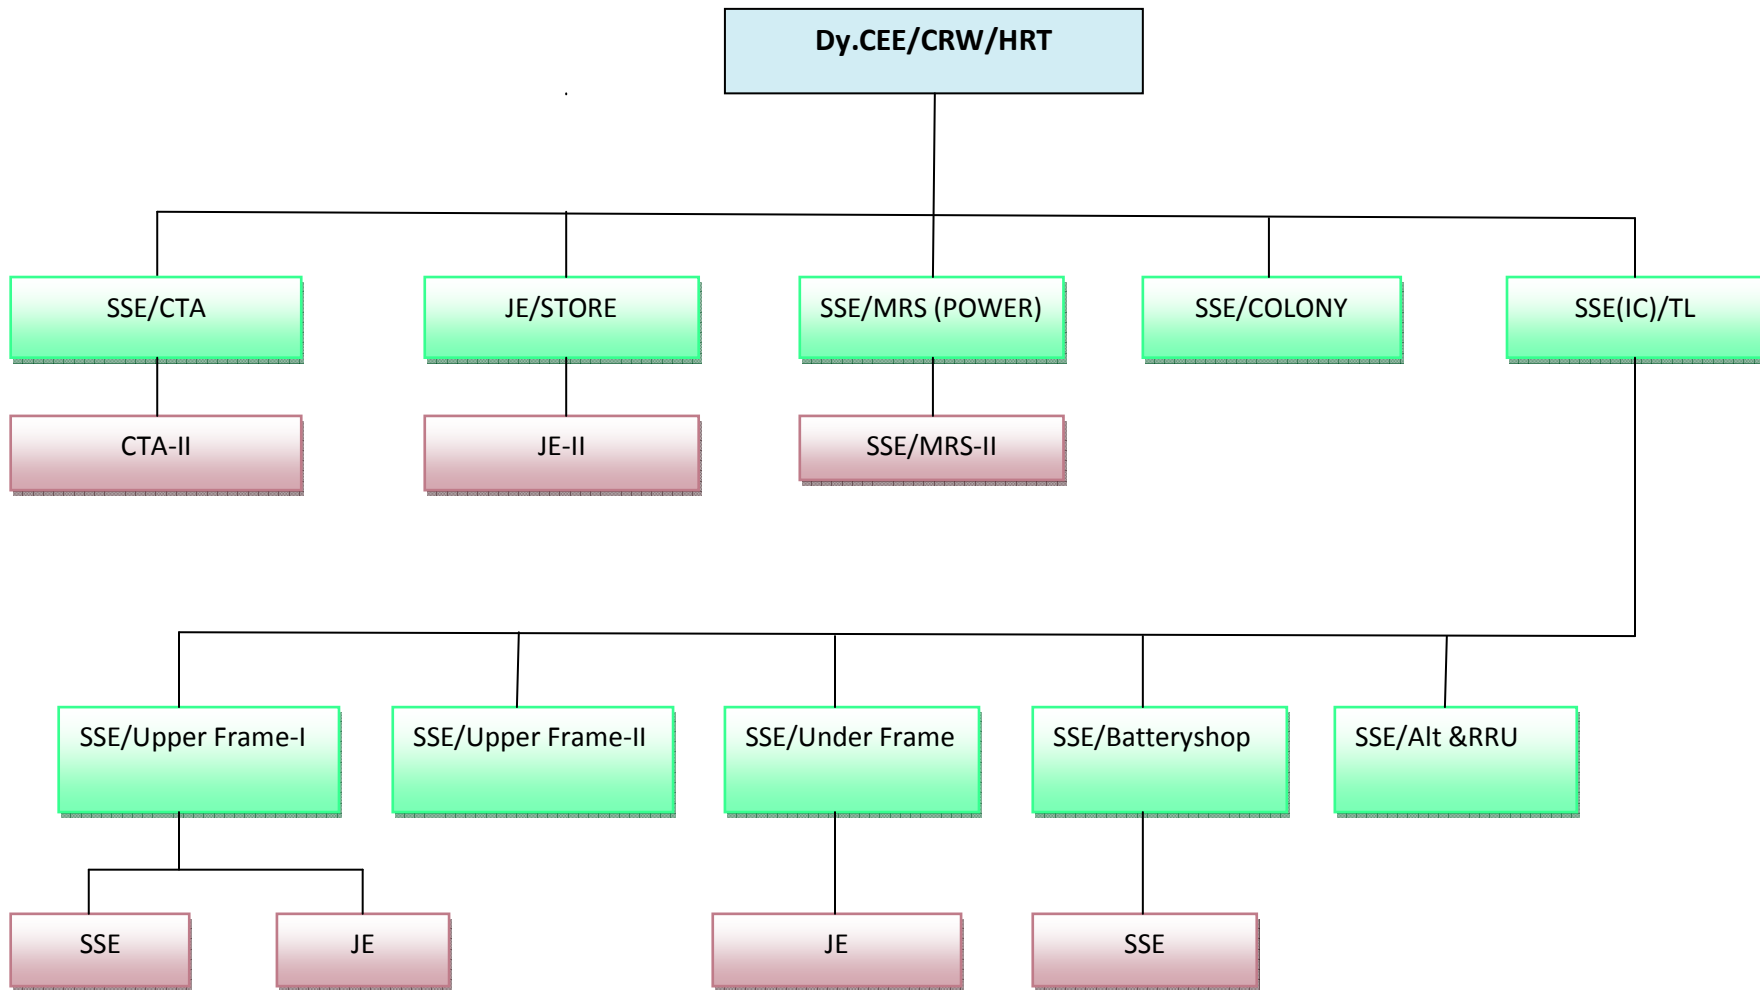 Dy.CEE/CRW/HRT
SSE/CTA
JE/STORE
SSE/MRS (POWER)
SSE/COLONY
SSE(IC)/TL
CTA-II
JE-II
SSE/MRS-II
SSE/Upper Frame-I
SSE/Upper Frame-II
SSE/Under Frame
SSE/Batteryshop
SSE/Alt &RRU
SSE
JE
JE
SSE